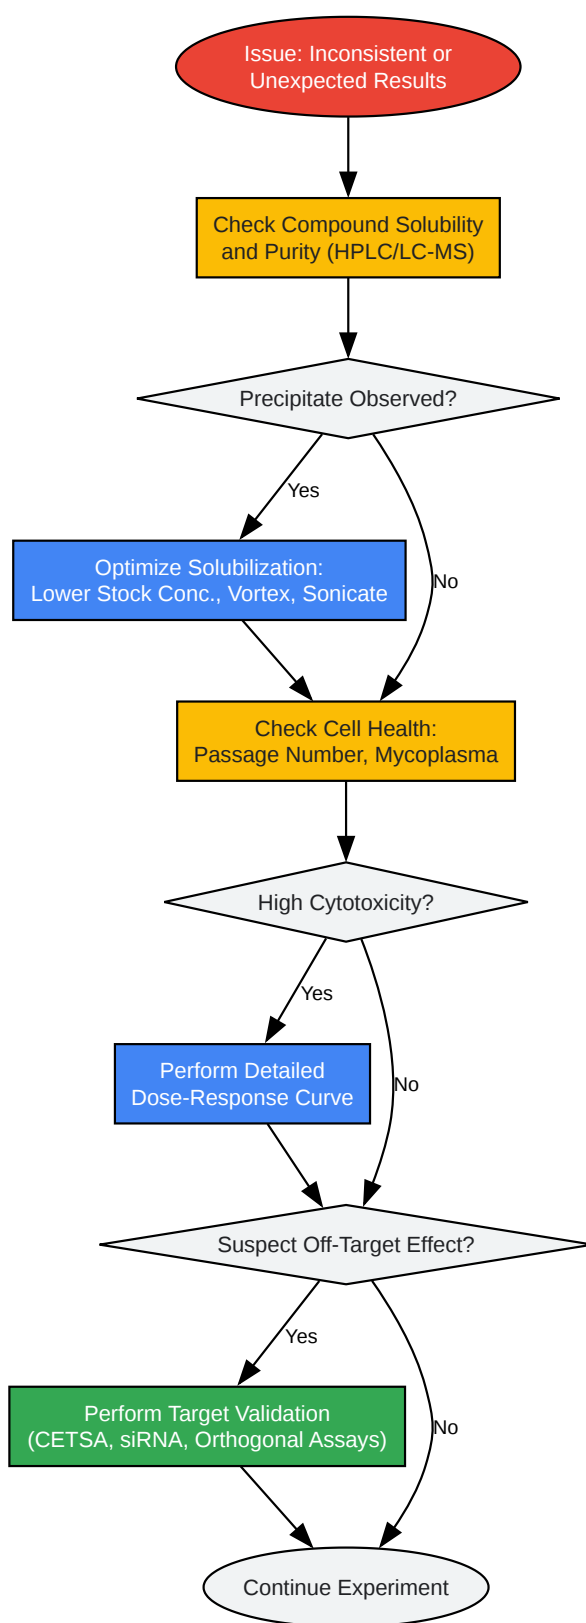 Issue: Inconsistent or
Unexpected Results
Check Compound Solubility
and Purity (HPLC/LC-MS)
Precipitate Observed?
Yes
No
Optimize Solubilization:
Lower Stock Conc., Vortex, Sonicate
Check Cell Health:
Passage Number, Mycoplasma
High Cytotoxicity?
Yes
No
Perform Detailed
Dose-Response Curve
Suspect Off-Target Effect?
Yes
No
Perform Target Validation
(CETSA, siRNA, Orthogonal Assays)
Continue Experiment